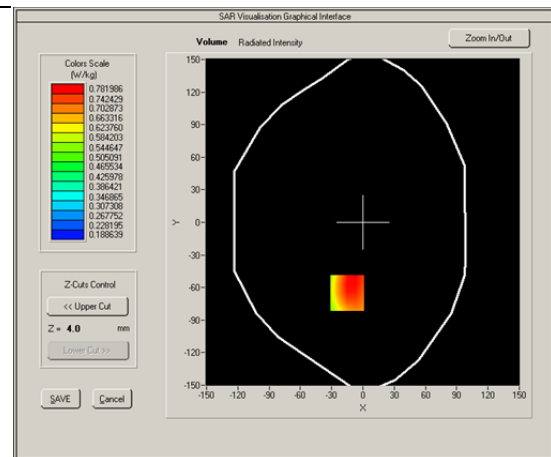 SAR Visualisation Graphical Interface
Volume Radiated Intensity
Zoom In/Out
Colors Scale
(W/kg)
0.781986
0.742429
0.702873
0.663316
0.623760
0.584203
0.544647
0.505091
0.465534
0.425978
0.386421
0.346865
0.307308
0.267752
0.228195
0.188639
Z-Cuts Control
<< Upper Cut
Z = 4.0 mm
Lower Cut >>
SAVE Cancel
150
120
90
60
30
0
-30
-60
-90
-120
-150
Y
-150 -120 -90 -60 -30 0 30 60 90 120 150
X